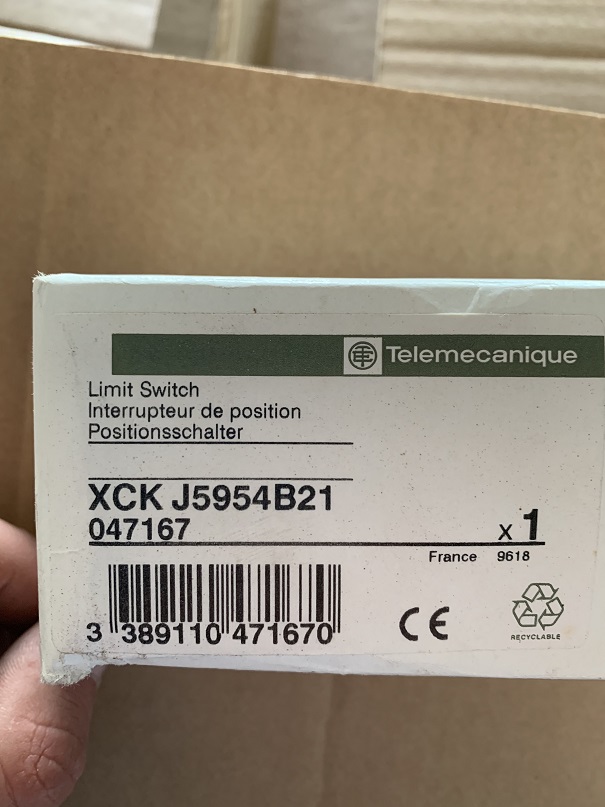 Telemecanique
Limit Switch
Interrupteur de position
Positionsschalter
XCK J5954B21
047167
x 1
France 9618
3 389110 471670
CE
RECYCLABLE